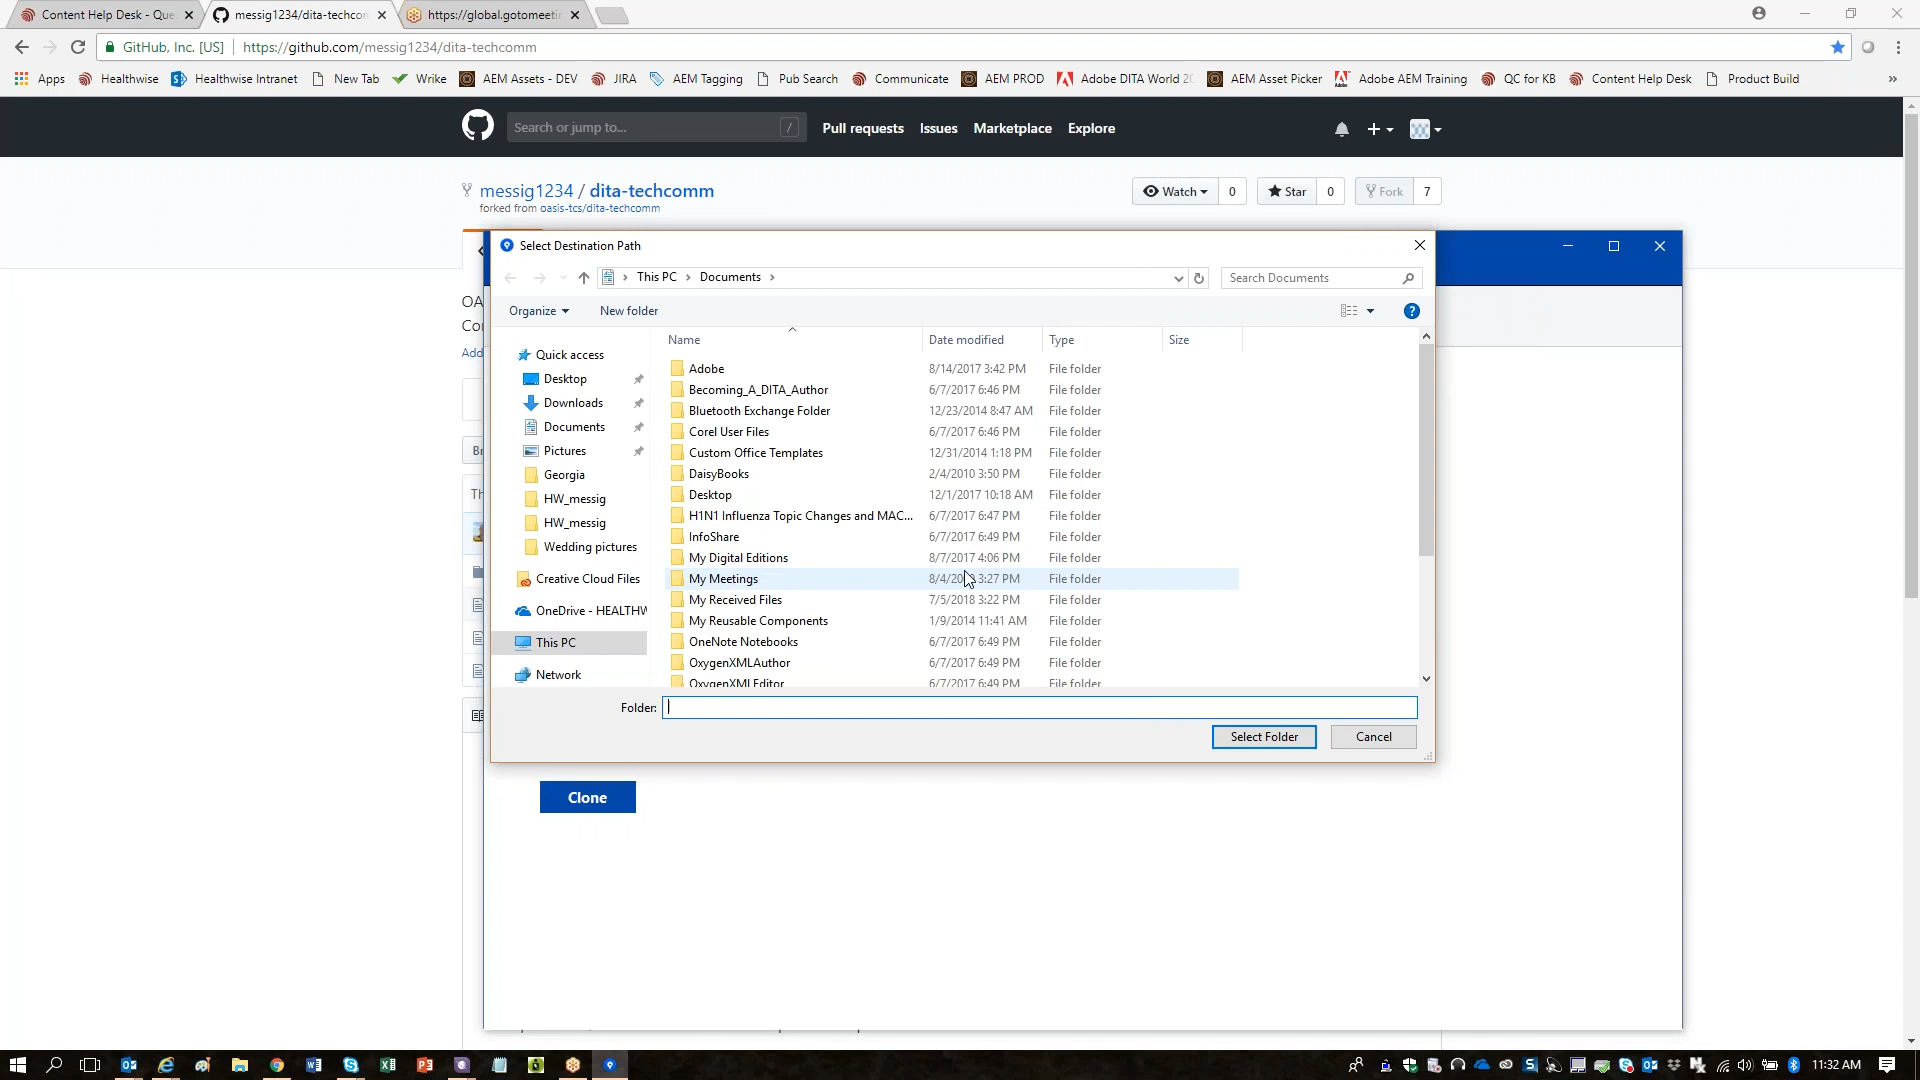 Content Help Desk - Que
messig1234/dita-techcon
https://global.gotomeeti
GitHub, Inc. [US]
https://github.com/messig1234/dita-techcomm
Apps
Healthwise
Healthwise Intranet
New Tab
Wrike
AEM Assets - DEV
JIRA
AEM Tagging
Pub Search
Communicate
AEM PROD
Adobe DITA World 20
AEM Asset Picker
Adobe AEM Training
QC for KB
Content Help Desk
Product Build
»
Search or jump to...
/
Pull requests
Issues
Marketplace
Explore
messig1234 / dita-techcomm
forked from oasis-tcs/dita-techcomm
Watch
0
Star
0
Fork
7
Select Destination Path
This PC > Documents >
Search Documents
Organize
New folder
?
OA
Co
Add
Br
Th
Quick access
Desktop
Downloads
Documents
Pictures
Georgia
HW_messig
HW_messig
Wedding pictures
Creative Cloud Files
OneDrive - HEALTHW
This PC
Network
Name Date modified Type Size
Adobe 8/14/2017 3:42 PM File folder
Becoming_A_DITA_Author 6/7/2017 6:46 PM File folder
Bluetooth Exchange Folder 12/23/2014 8:47 AM File folder
Corel User Files 6/7/2017 6:46 PM File folder
Custom Office Templates 12/31/2014 1:18 PM File folder
DaisyBooks 2/4/2010 3:50 PM File folder
Desktop 12/1/2017 10:18 AM File folder
H1N1 Influenza Topic Changes and MAC... 6/7/2017 6:47 PM File folder
InfoShare 6/7/2017 6:49 PM File folder
My Digital Editions 8/7/2017 4:06 PM File folder
My Meetings 3:27 PM File folder
My Received Files 7/5/2018 3:22 PM File folder
My Reusable Components 1/9/2014 11:41 AM File folder
OneNote Notebooks 6/7/2017 6:49 PM File folder
OxygenXMLAuthor 6/7/2017 6:49 PM File folder
OxygenXMLEditor 6/7/2017 6:49 PM File folder
Folder:
Select Folder
Cancel
Clone
11:32 AM